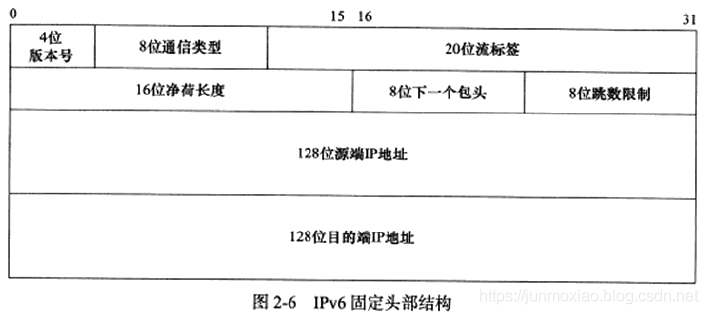 0 15 16 31
4位
版本号
8位通信类型
20位流标签
16位净荷长度
8位下一个包头
8位跳数限制
128位源端IP地址
128位目的端IP地址
图 2-6 IPv6 固定头部结构
https://junmoxiao.blog.csdn.net